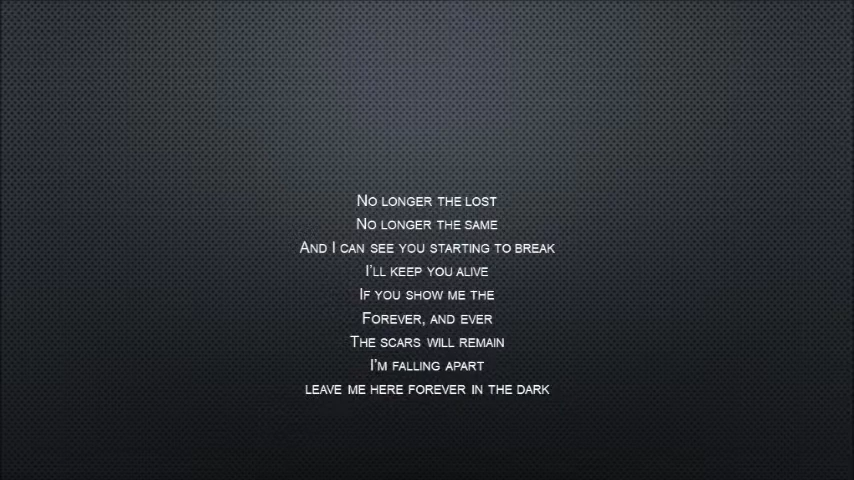 No longer the lost
No longer the same
And I can see you starting to break
I'll keep you alive
If you show me the
Forever, and ever
The scars will remain
I'm falling apart
leave me here forever in the dark